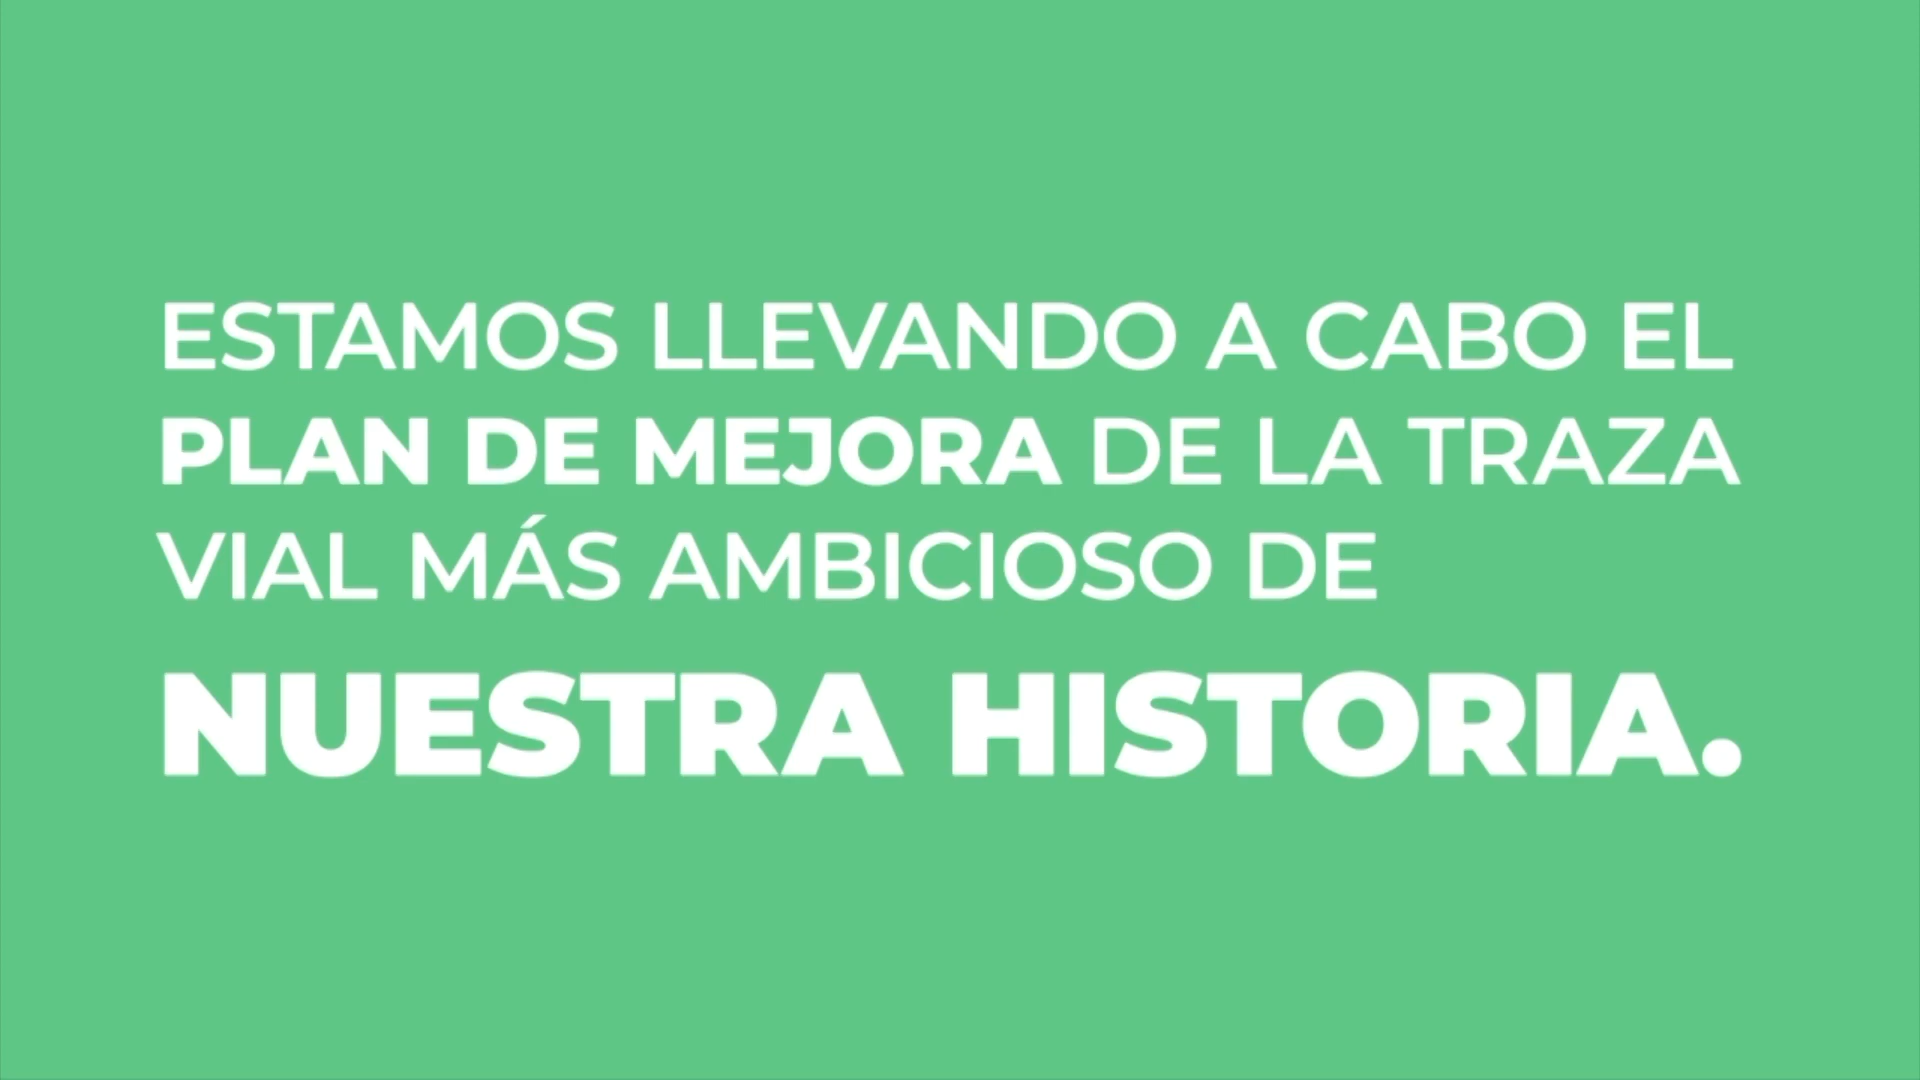 ESTAMOS LLEVANDO A CABO EL
PLAN DE MEJORA DE LA TRAZA
VIAL MÁS AMBICIOSO DE
NUESTRA HISTORIA.